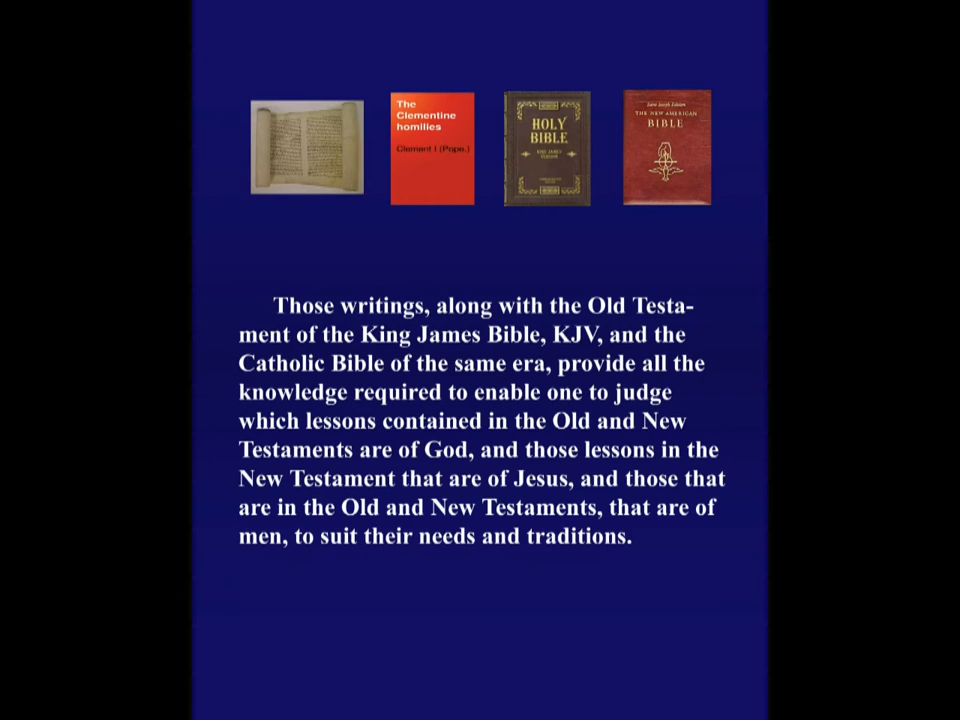 The
Clementine
homilies
Clement I (Pope.)
HOLY
BIBLE
KING JAMES
VERSION
Saint Joseph Edition
THE NEW AMERICAN
BIBLE
Those writings, along with the Old Testa-
ment of the King James Bible, KJV, and the
Catholic Bible of the same era, provide all the
knowledge required to enable one to judge
which lessons contained in the Old and New
Testaments are of God, and those lessons in the
New Testament that are of Jesus, and those that
are in the Old and New Testaments, that are of
men, to suit their needs and traditions.